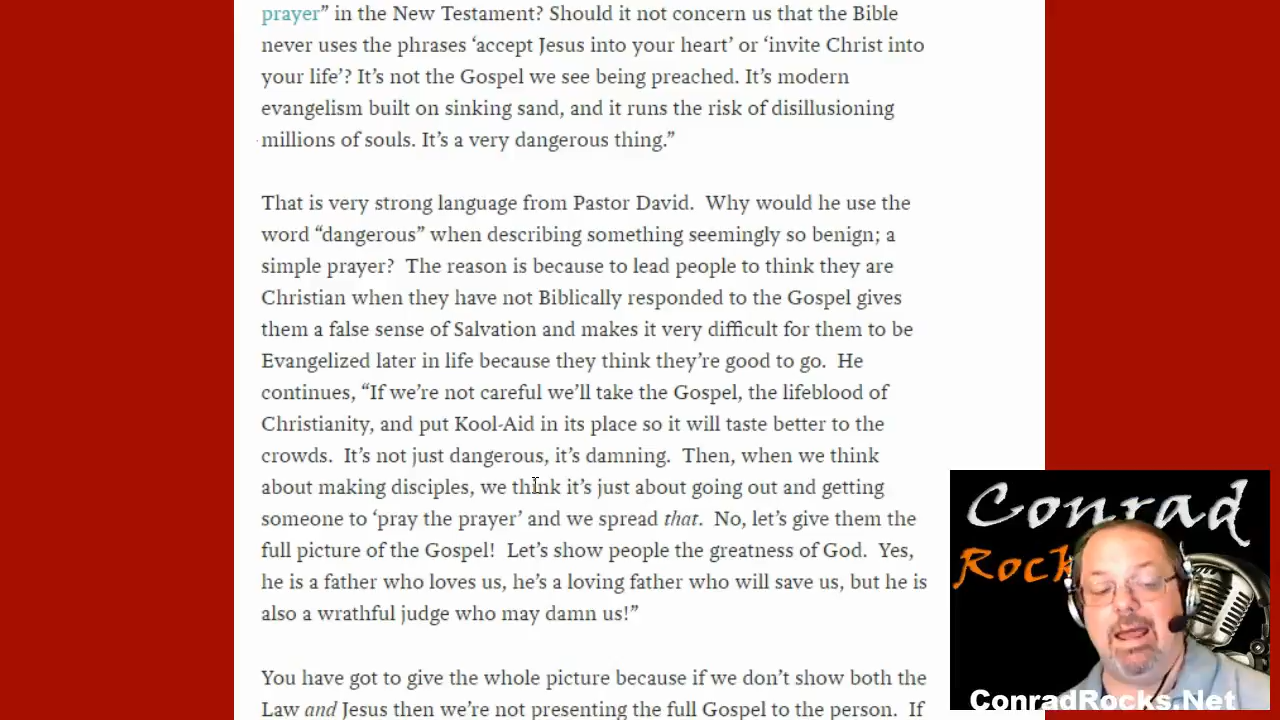 prayer” in the New Testament? Should it not concern us that the Bible
never uses the phrases ‘accept Jesus into your heart’ or ‘invite Christ into
your life’? It’s not the Gospel we see being preached. It’s modern
evangelism built on sinking sand, and it runs the risk of disillusioning
millions of souls. It’s a very dangerous thing.”
That is very strong language from Pastor David.  Why would he use the
word “dangerous” when describing something seemingly so benign; a
simple prayer?  The reason is because to lead people to think they are
Christian when they have not Biblically responded to the Gospel gives
them a false sense of Salvation and makes it very difficult for them to be
Evangelized later in life because they think they’re good to go.  He
continues, “If we’re not careful we’ll take the Gospel, the lifeblood of
Christianity, and put Kool-Aid in its place so it will taste better to the
crowds.  It’s not just dangerous, it’s damning.  Then, when we think
about making disciples, we think it’s just about going out and getting
someone to ‘pray the prayer’ and we spread that.  No, let’s give them the
full picture of the Gospel!  Let’s show people the greatness of God.  Yes,
he is a father who loves us, he’s a loving father who will save us, but he is
also a wrathful judge who may damn us!”
You have got to give the whole picture because if we don’t show both the
Law and Jesus then we’re not presenting the full Gospel to the person.  If
Conrad
Rock
ConradRocks.Net